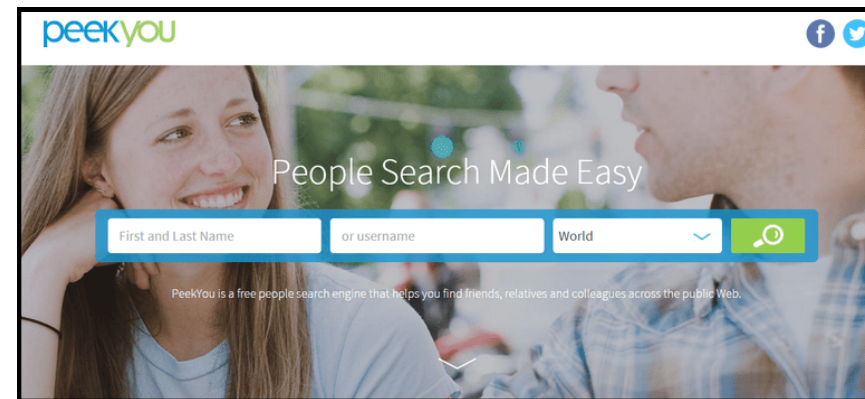 peekyou
People Search Made Easy
First and Last Name
or username
World
PeekYou is a free people search engine that helps you find friends, relatives and colleagues across the public Web.